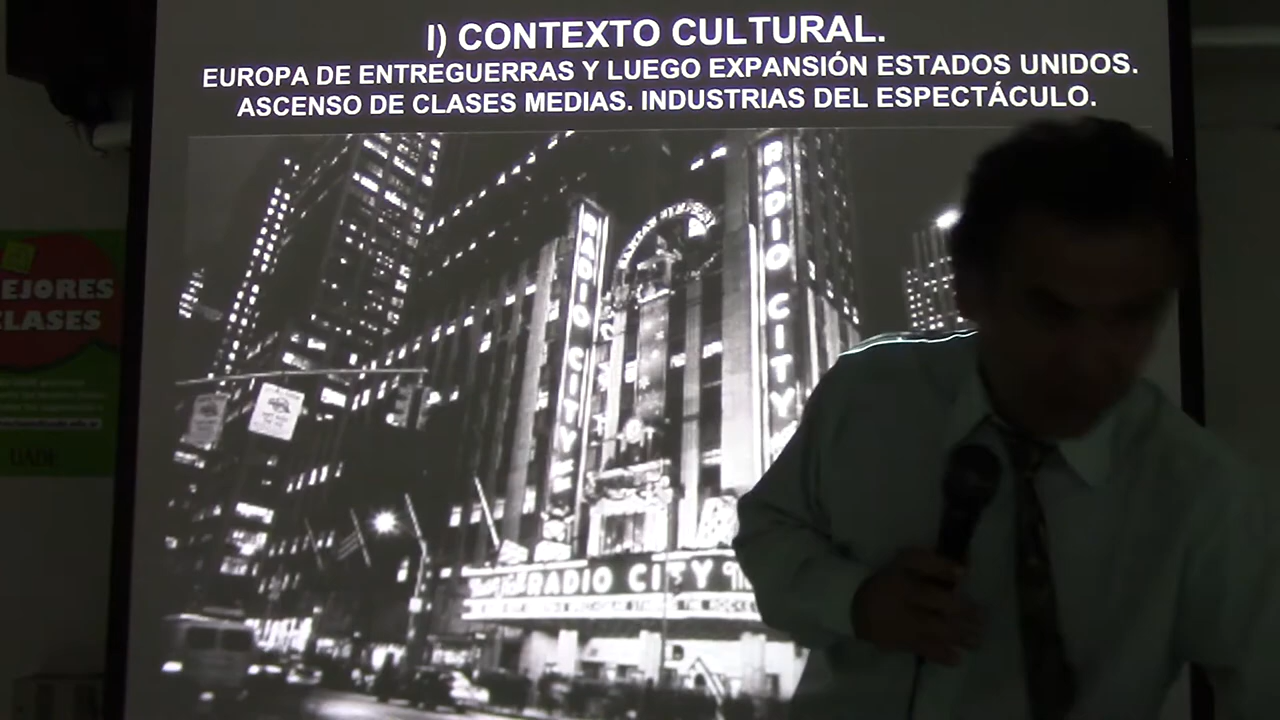 I) CONTEXTO CULTURAL.
EUROPA DE ENTREGUERRAS Y LUEGO EXPANSIÓN ESTADOS UNIDOS.
ASCENSO DE CLASES MEDIAS. INDUSTRIAS DEL ESPECTÁCULO.
RADIO CITY
RADIO CITY
RADIO CITY
EJORES
CLASES
UADE